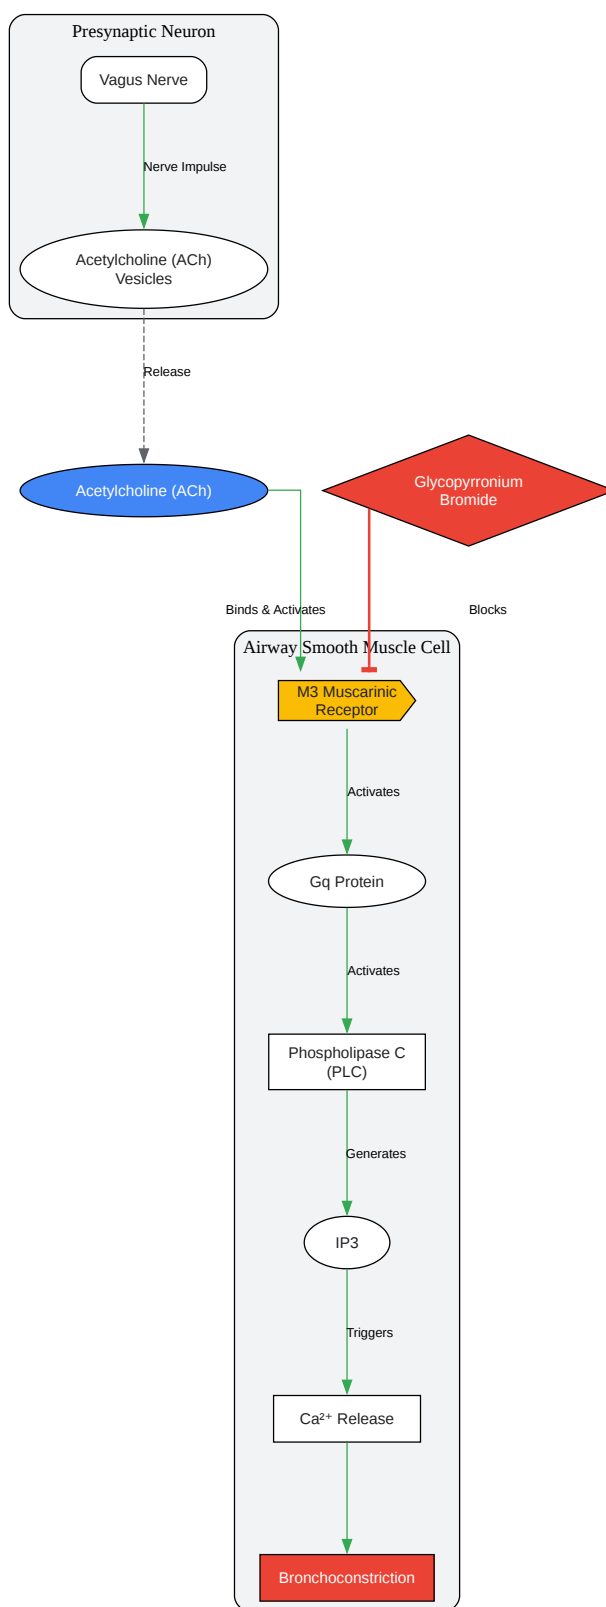 Presynaptic Neuron
Vagus Nerve
Nerve Impulse
Acetylcholine (ACh)
Vesicles
Release
Acetylcholine (ACh)
Glycopyrronium
Bromide
Binds & Activates
Blocks
Airway Smooth Muscle Cell
M3 Muscarinic
Receptor
Activates
Gq Protein
Activates
Phospholipase C
(PLC)
Generates
IP3
Triggers
Ca²⁺ Release
Bronchoconstriction